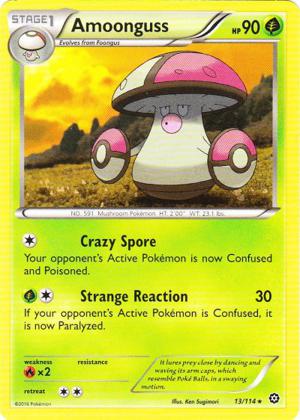 STAGE1 Amoonguss HP 90
Evolves from Foongus
NO. 591 Mushroom Pokémon HT. 2'00" WT. 23.1 lbs.
Crazy Spore
Your opponent's Active Pokémon is now Confused
and Poisoned.
Strange Reaction 30
If your opponent's Active Pokémon is Confused, it
is now Paralyzed.
weakness resistance
×2
retreat
It lures prey close by dancing and
waving its arm caps, which
resemble Poké Balls, in a swaying
motion.
Illus. Ken Sugimori 13/114 ★
©2016 Pokémon